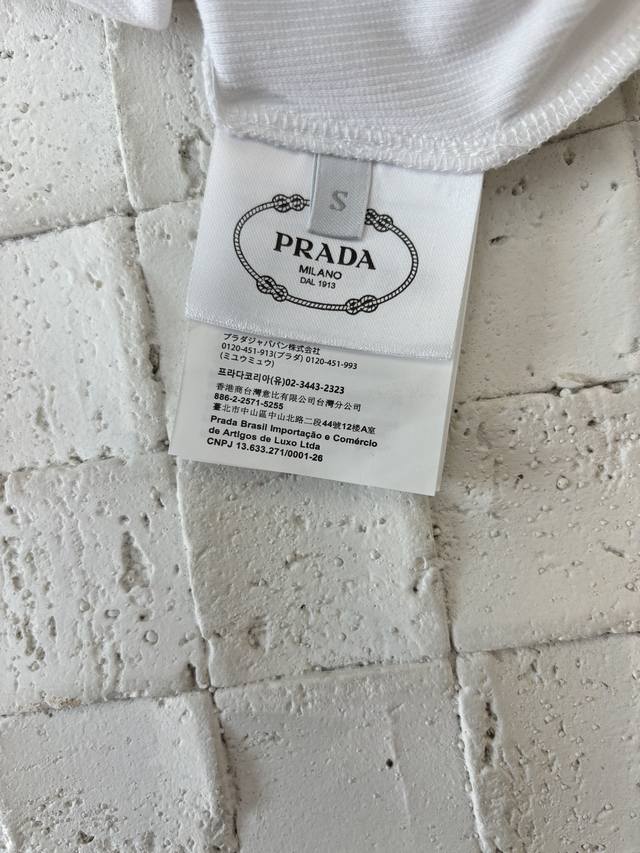 S
PRADA
MILANO
DAL 1913
プラダジャパン株式会社
0120-451-913(プラダ) 0120-451-993
(ミュウミュウ)
프라다코리아(유)02-3443-2323
香港商台灣意比有限公司台灣分公司
886-2-2571-5255
臺北市中山區中山北路二段44號12樓A室
Prada Brasil Importação e Comércio
de Artigos de Luxo Ltda
CNPJ 13.633.271/0001-26